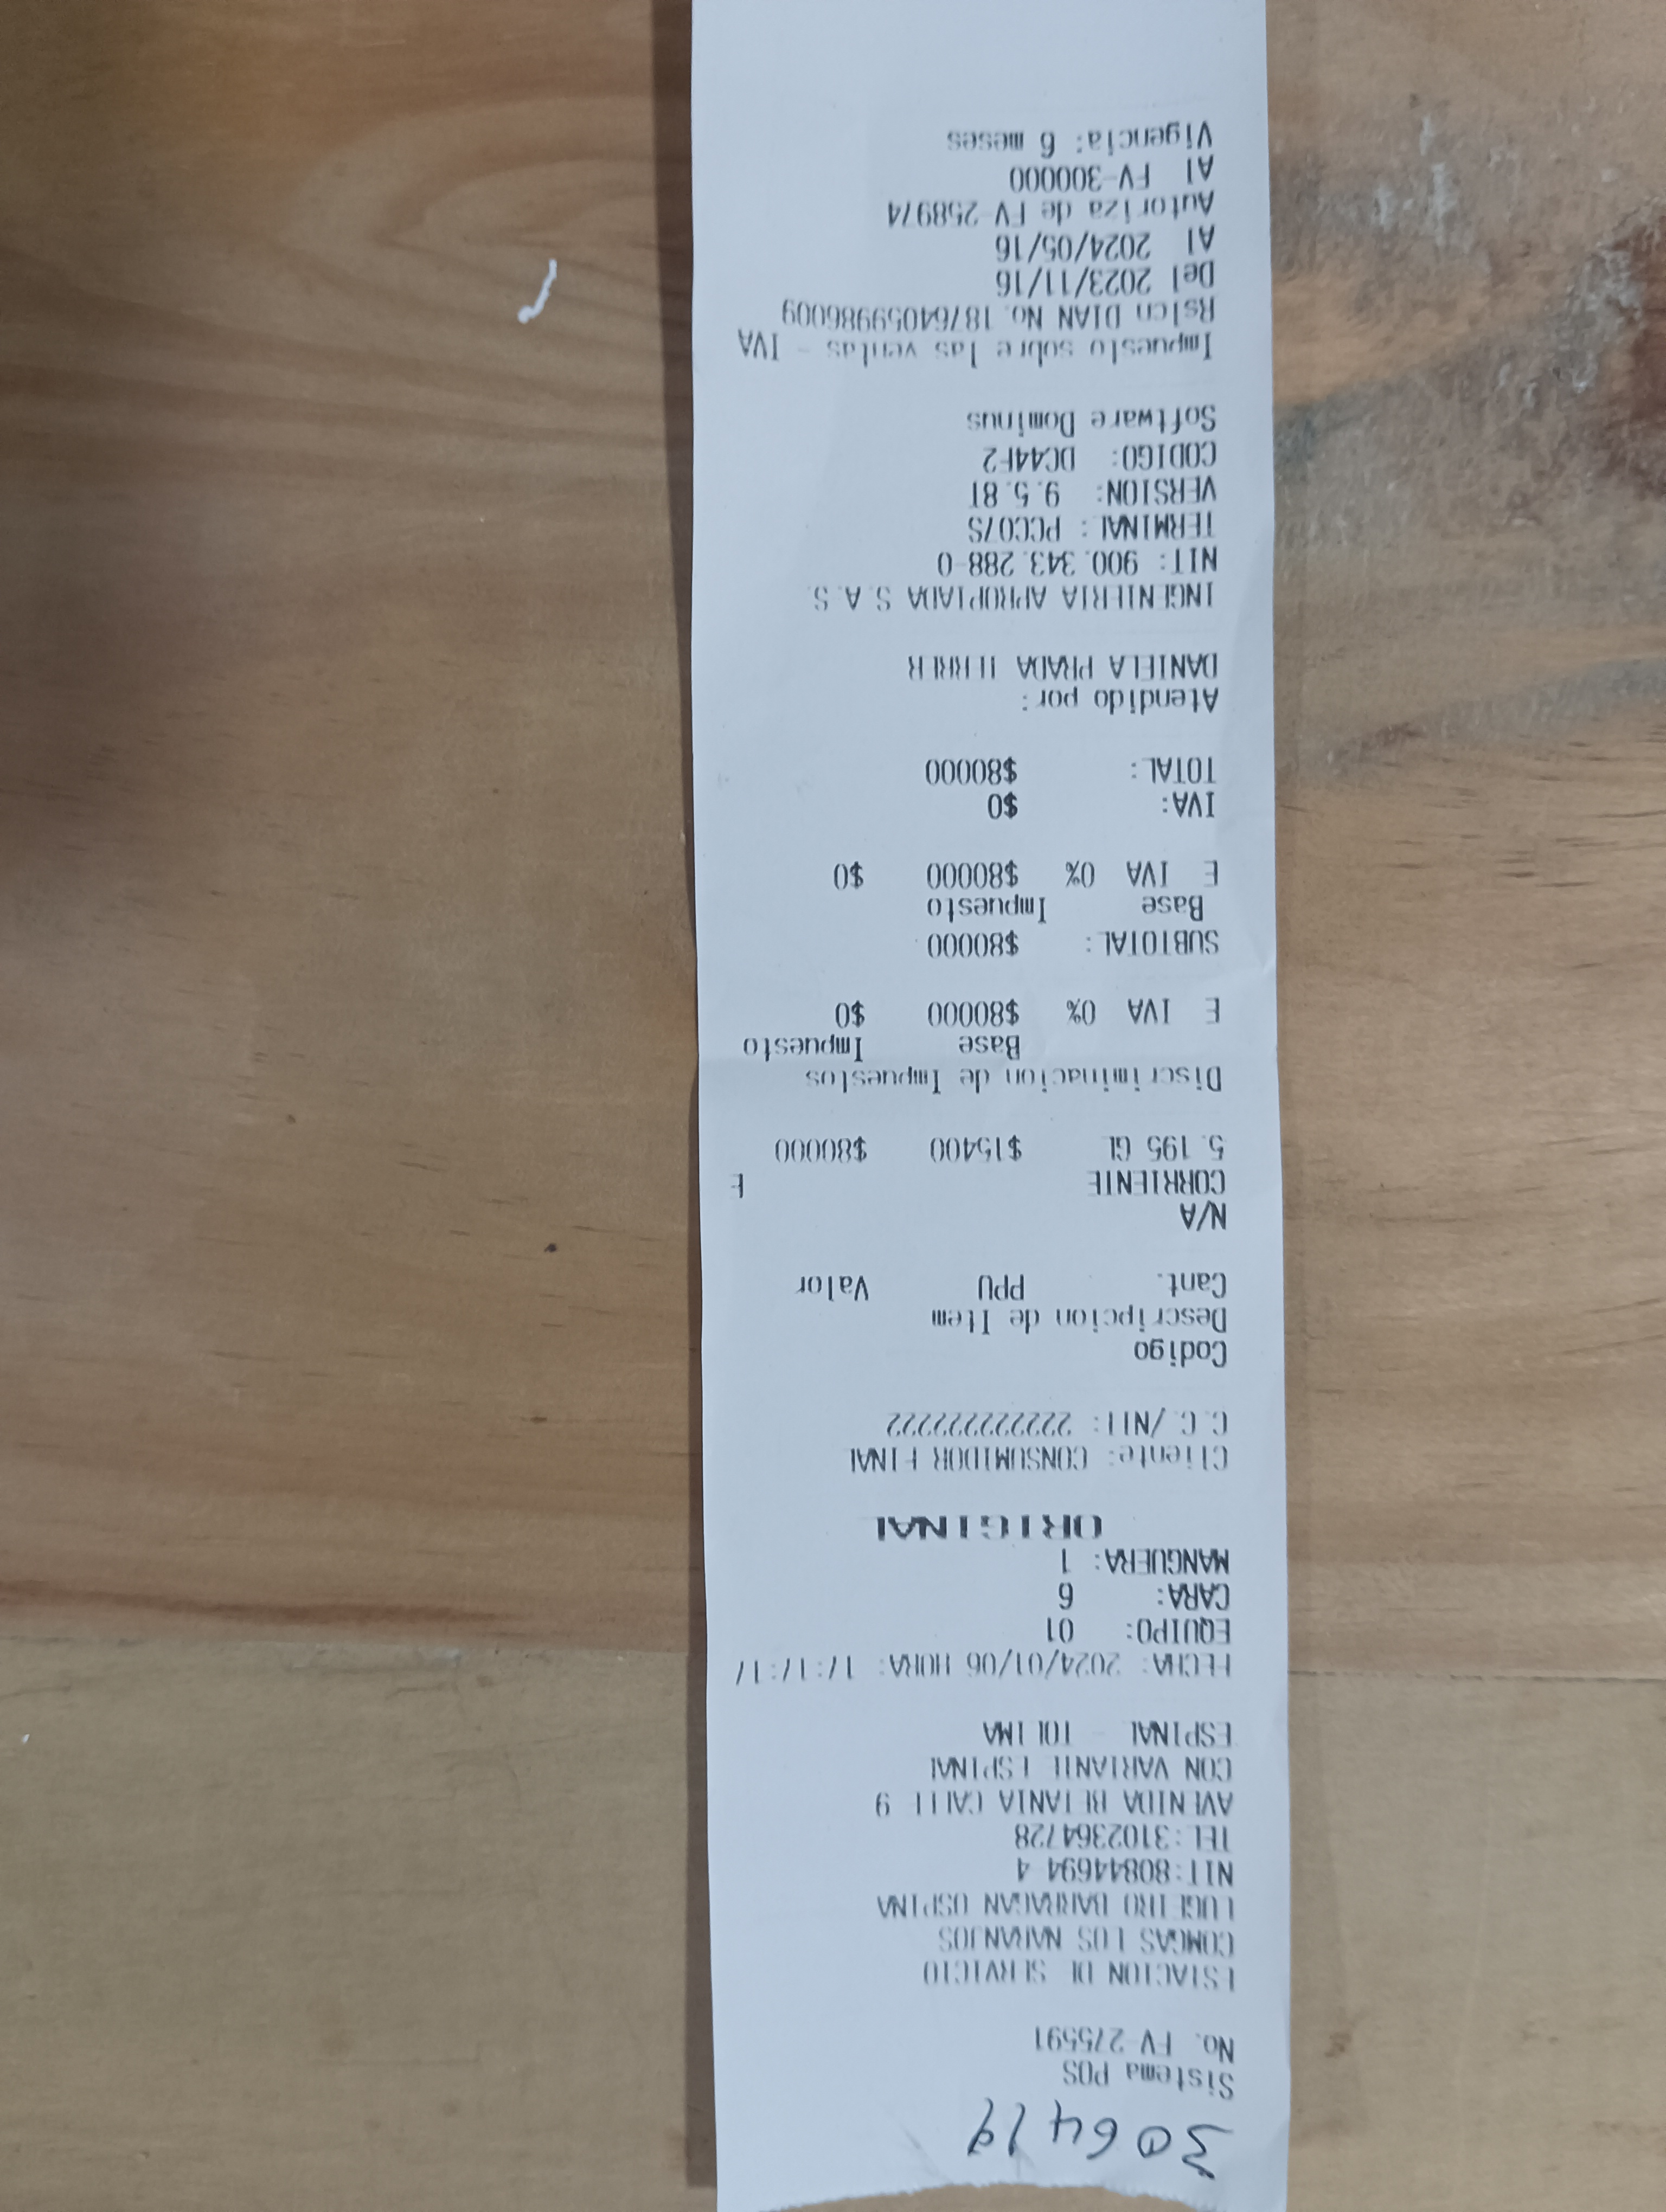 Sistema POS
No. FV-275591
ESTACION DE SERVICIO
COMGAS LOS NARANJOS
BARRAGAN OSPINA
NIT:80844694-4
TEL:3102364728
AVENIDA BETANIA CALLE 9
CON VARIANTE ESPINAL
ESPINAL - TOLIMA
FECHA: 2024/01/06 HORA: 17:17:17
EQUIPO: 01
CARA: 6
MANGUERA: 1
ORIGINAL
Cliente: CONSUMIDOR FINAL
C.C./NIT: 222222222222
Codigo
Descripcion de Item
Cant. PPU Valor
N/A
CORRIENTE E
5.195 GL $15400 $80000
Discriminacion de Impuestos
Base Impuesto
E IVA 0% $80000 $0
SUBTOTAL: $80000
Base Impuesto
E IVA 0% $80000 $0
IVA: $0
TOTAL: $80000
Atendido por:
DANIELA PRADA
INGENIERIA APROPIADA S.A.S.
NIT: 900.343.288-0
TERMINAL: PCC07S
VERSION: 9.5.8T
CODIGO: DC44F2
Software Dominus
Impuesto sobre las ventas - IVA
Rslcn DIAN No. 18764059986009
Del 2023/11/16
Al 2024/05/16
Autoriza de FV-258974
Al FV-300000
Vigencia: 6 meses